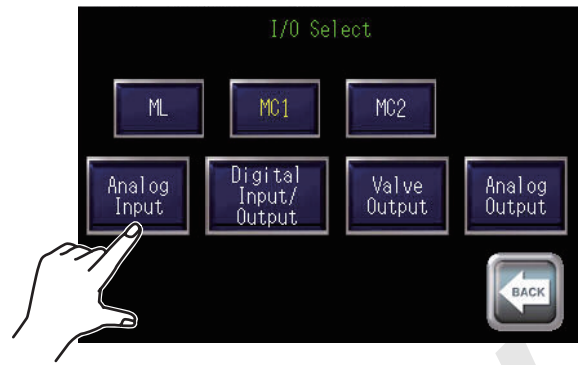 I/O Select
ML MC1 MC2
Analog Input
Digital Input/ Output
Valve Output
Analog Output
BACK